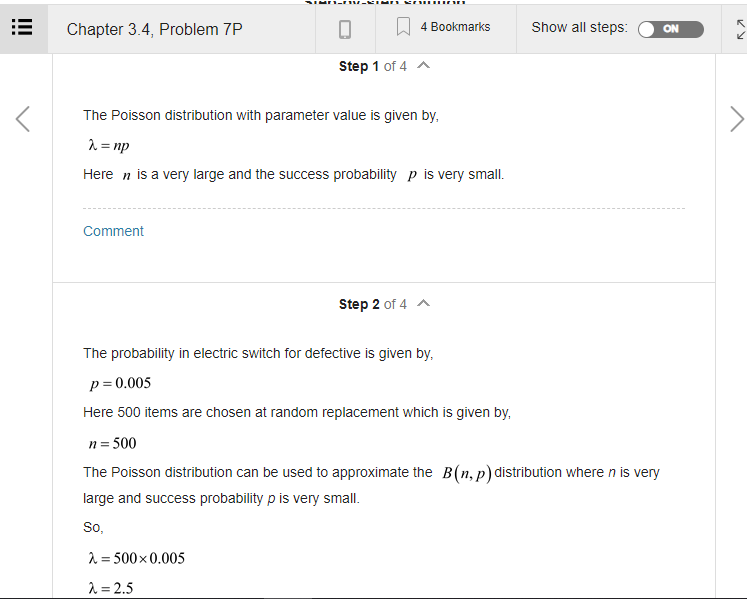 Chapter 3.4, Problem 7P
4 Bookmarks
Show all steps:
ON
Step 1 of 4
The Poisson distribution with parameter value is given by,
λ = np
Here n is a very large and the success probability p is very small.
Comment
Step 2 of 4
The probability in electric switch for defective is given by,
p = 0.005
Here 500 items are chosen at random replacement which is given by,
n = 500
The Poisson distribution can be used to approximate the B(n, p) distribution where n is very
large and success probability p is very small.
So,
λ = 500×0.005
λ = 2.5